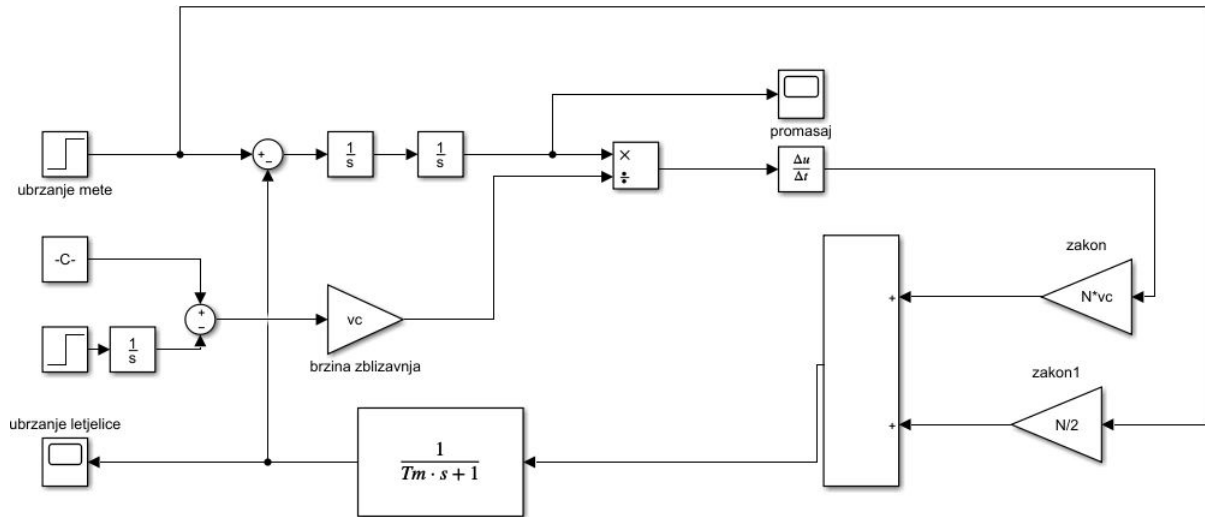 promasaj
ubrzanje mete
+
−
1
s
1
s
×
÷
Δu
Δt
zakon
-C-
+
−
vc
N*vc
+
1
s
brzina zblizavnja
zakon1
ubrzanje letjelice
1
Tm · s + 1
+
N/2